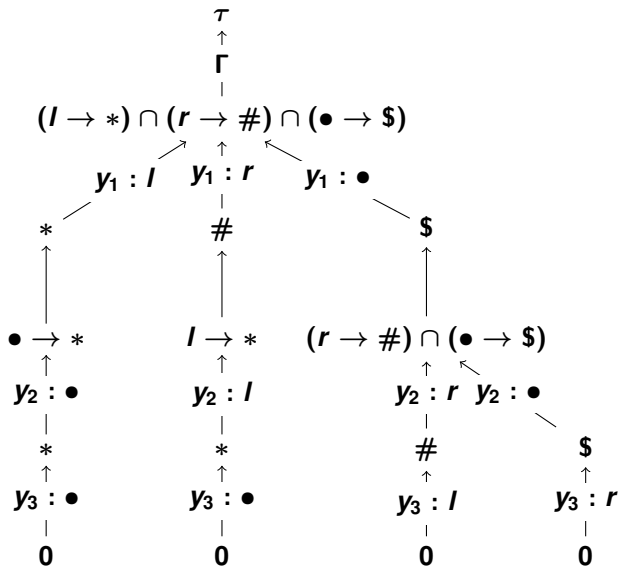 τ
Γ
(l → *) ∩ (r → #) ∩ (● → $)
y₁ : l y₁ : r y₁ : ●
* # $
● → * l → * (r → #) ∩ (● → $)
y₂ : ● y₂ : l y₂ : r y₂ : ●
* * # $
y₃ : ● y₃ : ● y₃ : l y₃ : r
0 0 0 0